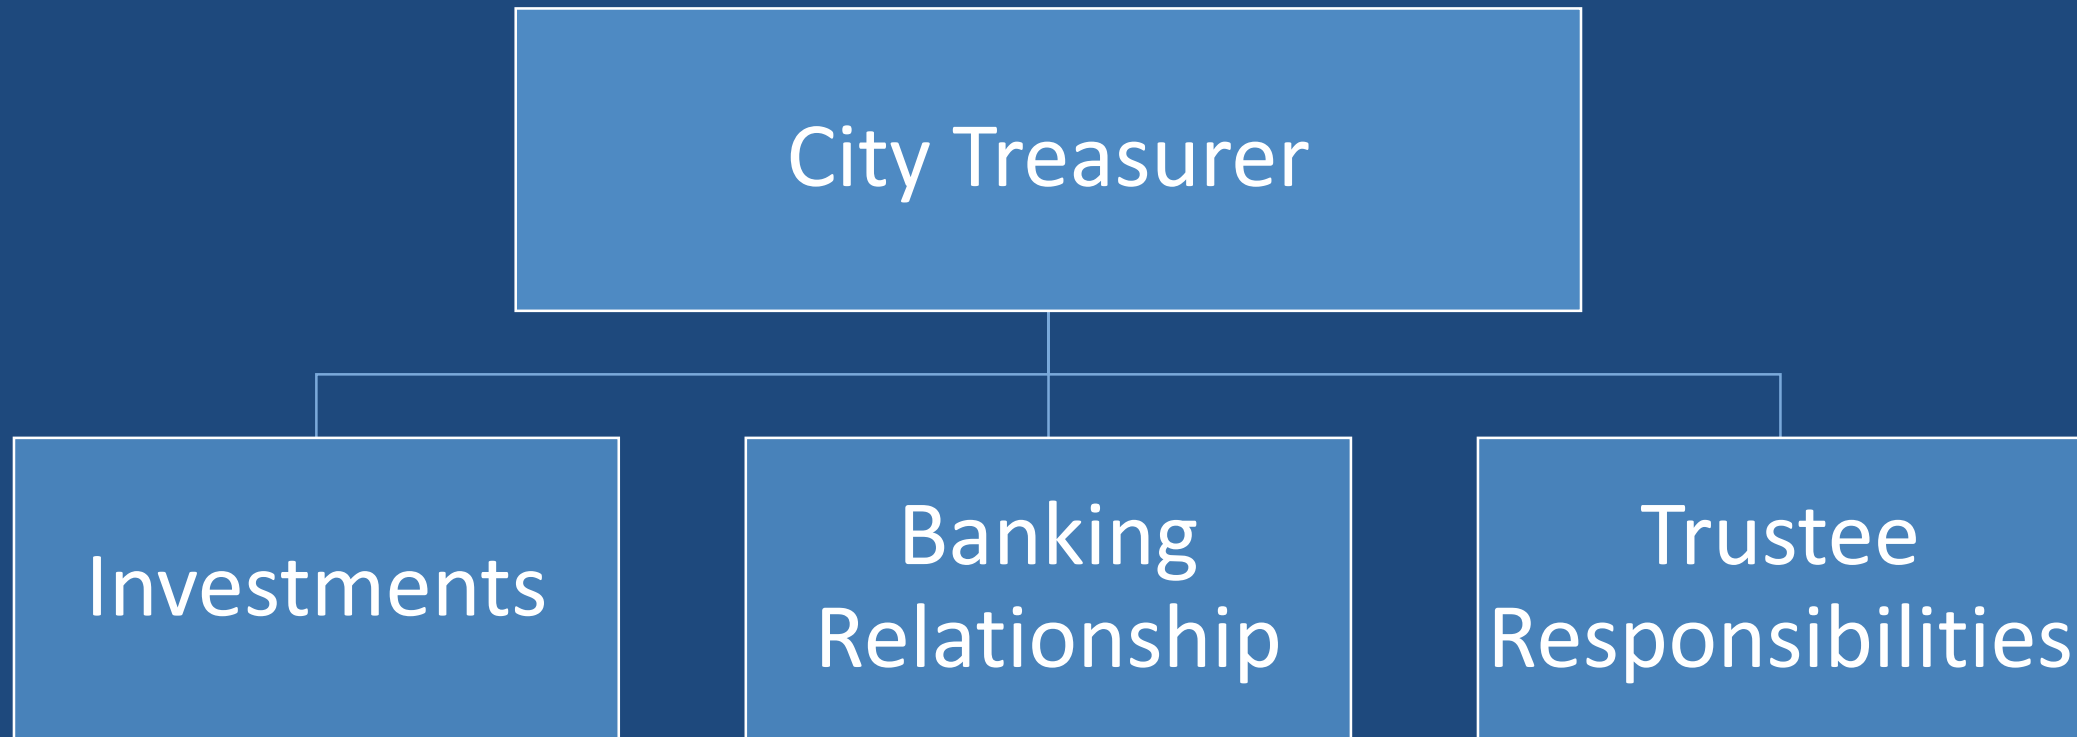 City Treasurer
Investments
Banking
Relationship
Trustee
Responsibilities